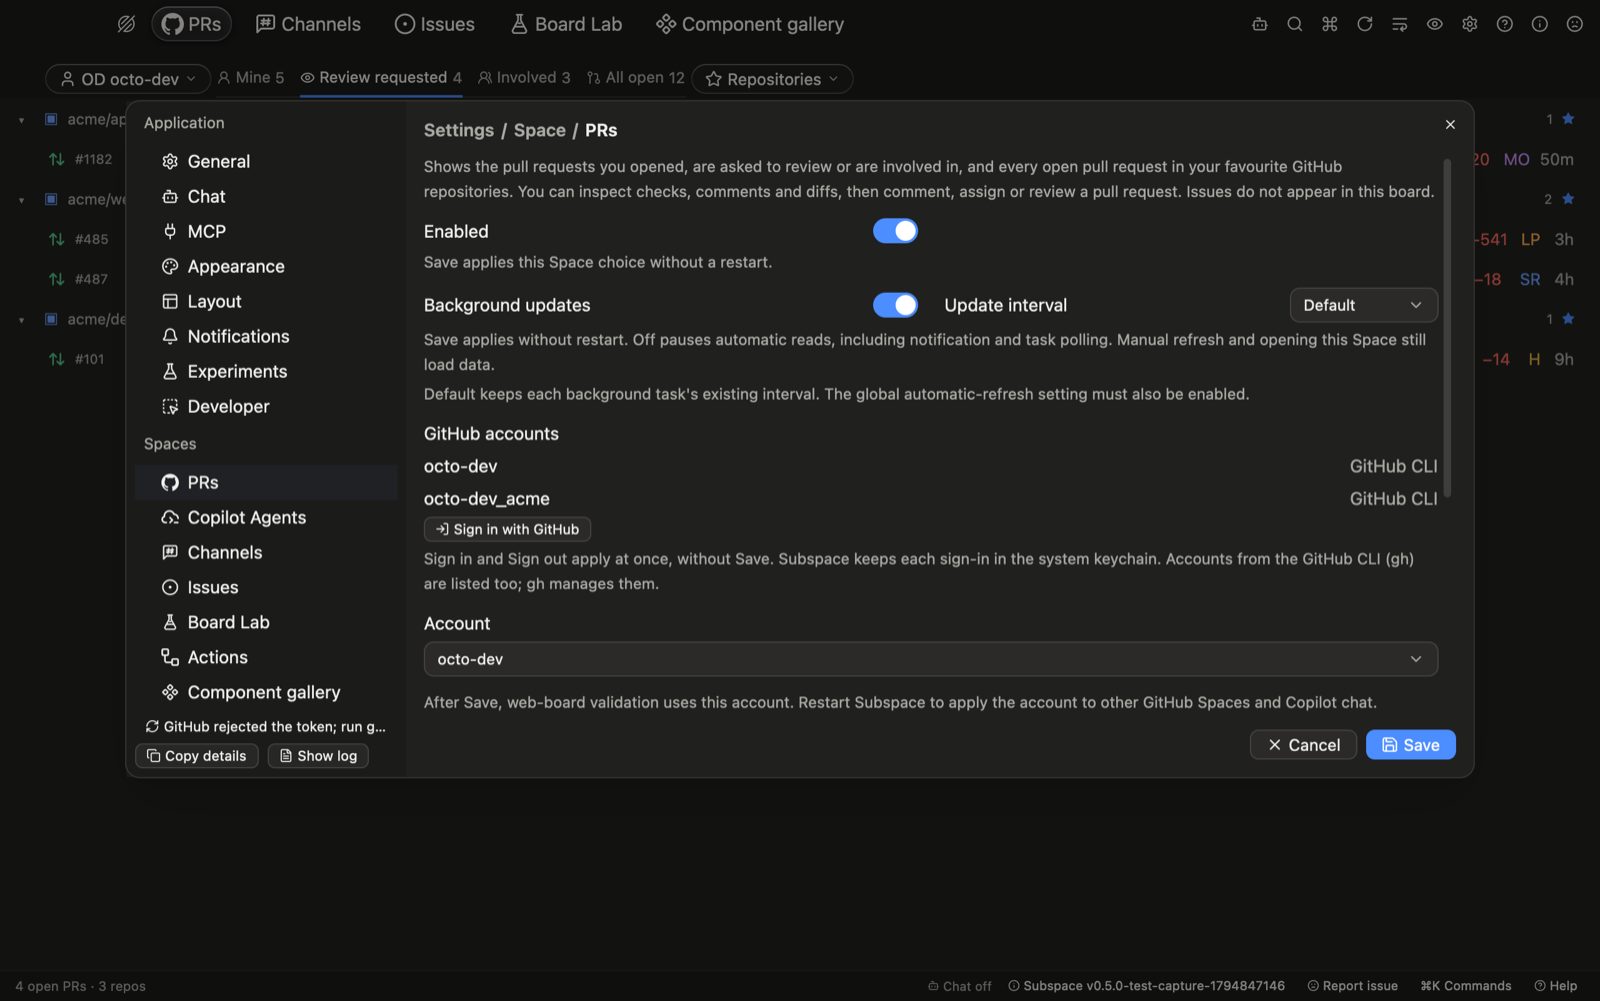 PRs
Channels
Issues
Board Lab
Component gallery
OD octo-dev
Mine 5
Review requested 4
Involved 3
All open 12
Repositories
acme/ap
1
#1182
20 MO 50m
acme/we
2
#485
-541 LP 3h
#487
-18 SR 4h
acme/de
1
#101
-14 H 9h
Application
General
Chat
MCP
Appearance
Layout
Notifications
Experiments
Developer
Spaces
PRs
Copilot Agents
Channels
Issues
Board Lab
Actions
Component gallery
GitHub rejected the token; run g...
Copy details
Show log
Settings / Space / PRs
Shows the pull requests you opened, are asked to review or are involved in, and every open pull request in your favourite GitHub
repositories. You can inspect checks, comments and diffs, then comment, assign or review a pull request. Issues do not appear in this board.
Enabled
Save applies this Space choice without a restart.
Background updates
Update interval
Default
Save applies without restart. Off pauses automatic reads, including notification and task polling. Manual refresh and opening this Space still
load data.
Default keeps each background task's existing interval. The global automatic-refresh setting must also be enabled.
GitHub accounts
octo-dev GitHub CLI
octo-dev_acme GitHub CLI
Sign in with GitHub
Sign in and Sign out apply at once, without Save. Subspace keeps each sign-in in the system keychain. Accounts from the GitHub CLI (gh)
are listed too; gh manages them.
Account
octo-dev
After Save, web-board validation uses this account. Restart Subspace to apply the account to other GitHub Spaces and Copilot chat.
Cancel
Save
4 open PRs · 3 repos
Chat off
Subspace v0.5.0-test-capture-1794847146
Report issue
⌘K Commands
Help